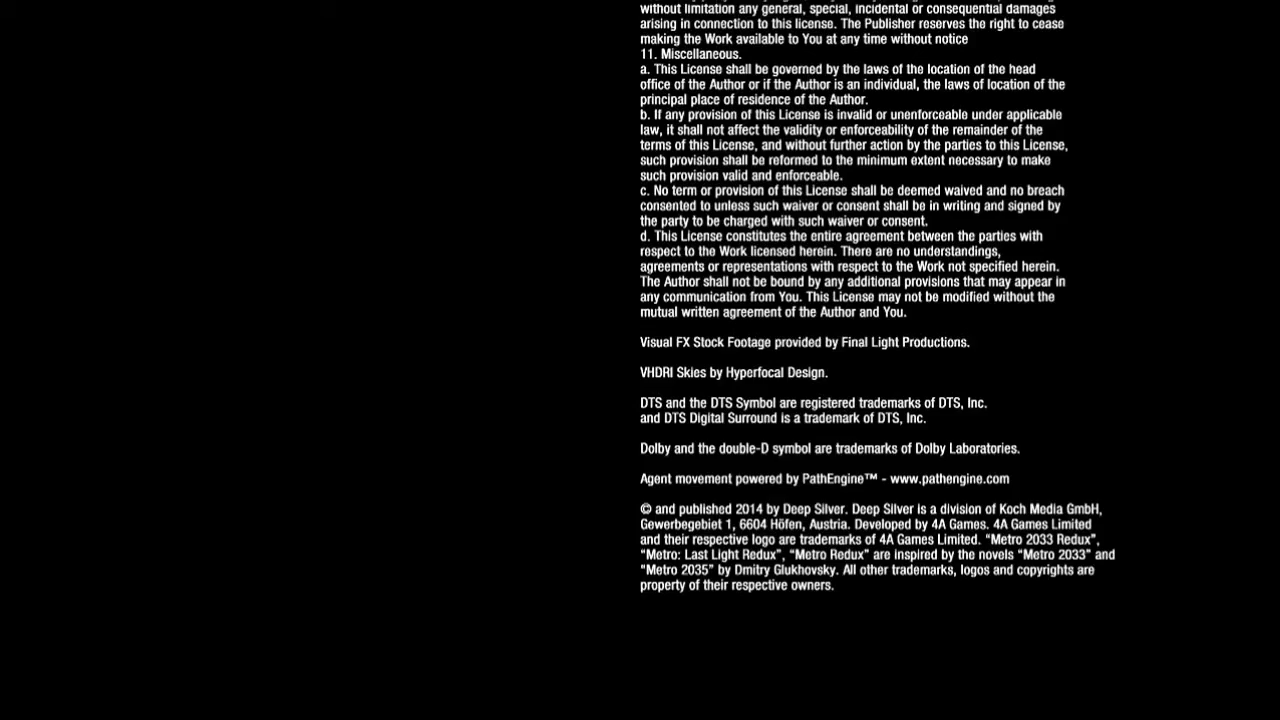 without limitation any general, special, incidental or consequential damages
arising in connection to this license. The Publisher reserves the right to cease
making the Work available to You at any time without notice
11. Miscellaneous.
a. This License shall be governed by the laws of the location of the head
office of the Author or if the Author is an individual, the laws of location of the
principal place of residence of the Author.
b. If any provision of this License is invalid or unenforceable under applicable
law, it shall not affect the validity or enforceability of the remainder of the
terms of this License, and without further action by the parties to this License,
such provision shall be reformed to the minimum extent necessary to make
such provision valid and enforceable.
c. No term or provision of this License shall be deemed waived and no breach
consented to unless such waiver or consent shall be in writing and signed by
the party to be charged with such waiver or consent.
d. This License constitutes the entire agreement between the parties with
respect to the Work licensed herein. There are no understandings,
agreements or representations with respect to the Work not specified herein.
The Author shall not be bound by any additional provisions that may appear in
any communication from You. This License may not be modified without the
mutual written agreement of the Author and You.
Visual FX Stock Footage provided by Final Light Productions.
VHDRI Skies by Hyperfocal Design.
DTS and the DTS Symbol are registered trademarks of DTS, Inc.
and DTS Digital Surround is a trademark of DTS, Inc.
Dolby and the double-D symbol are trademarks of Dolby Laboratories.
Agent movement powered by PathEngine™ - www.pathengine.com
© and published 2014 by Deep Silver. Deep Silver is a division of Koch Media GmbH,
Gewerbegebiet 1, 6604 Höfen, Austria. Developed by 4A Games. 4A Games Limited
and their respective logo are trademarks of 4A Games Limited. “Metro 2033 Redux”,
“Metro: Last Light Redux”, “Metro Redux” are inspired by the novels “Metro 2033” and
“Metro 2035” by Dmitry Glukhovsky. All other trademarks, logos and copyrights are
property of their respective owners.